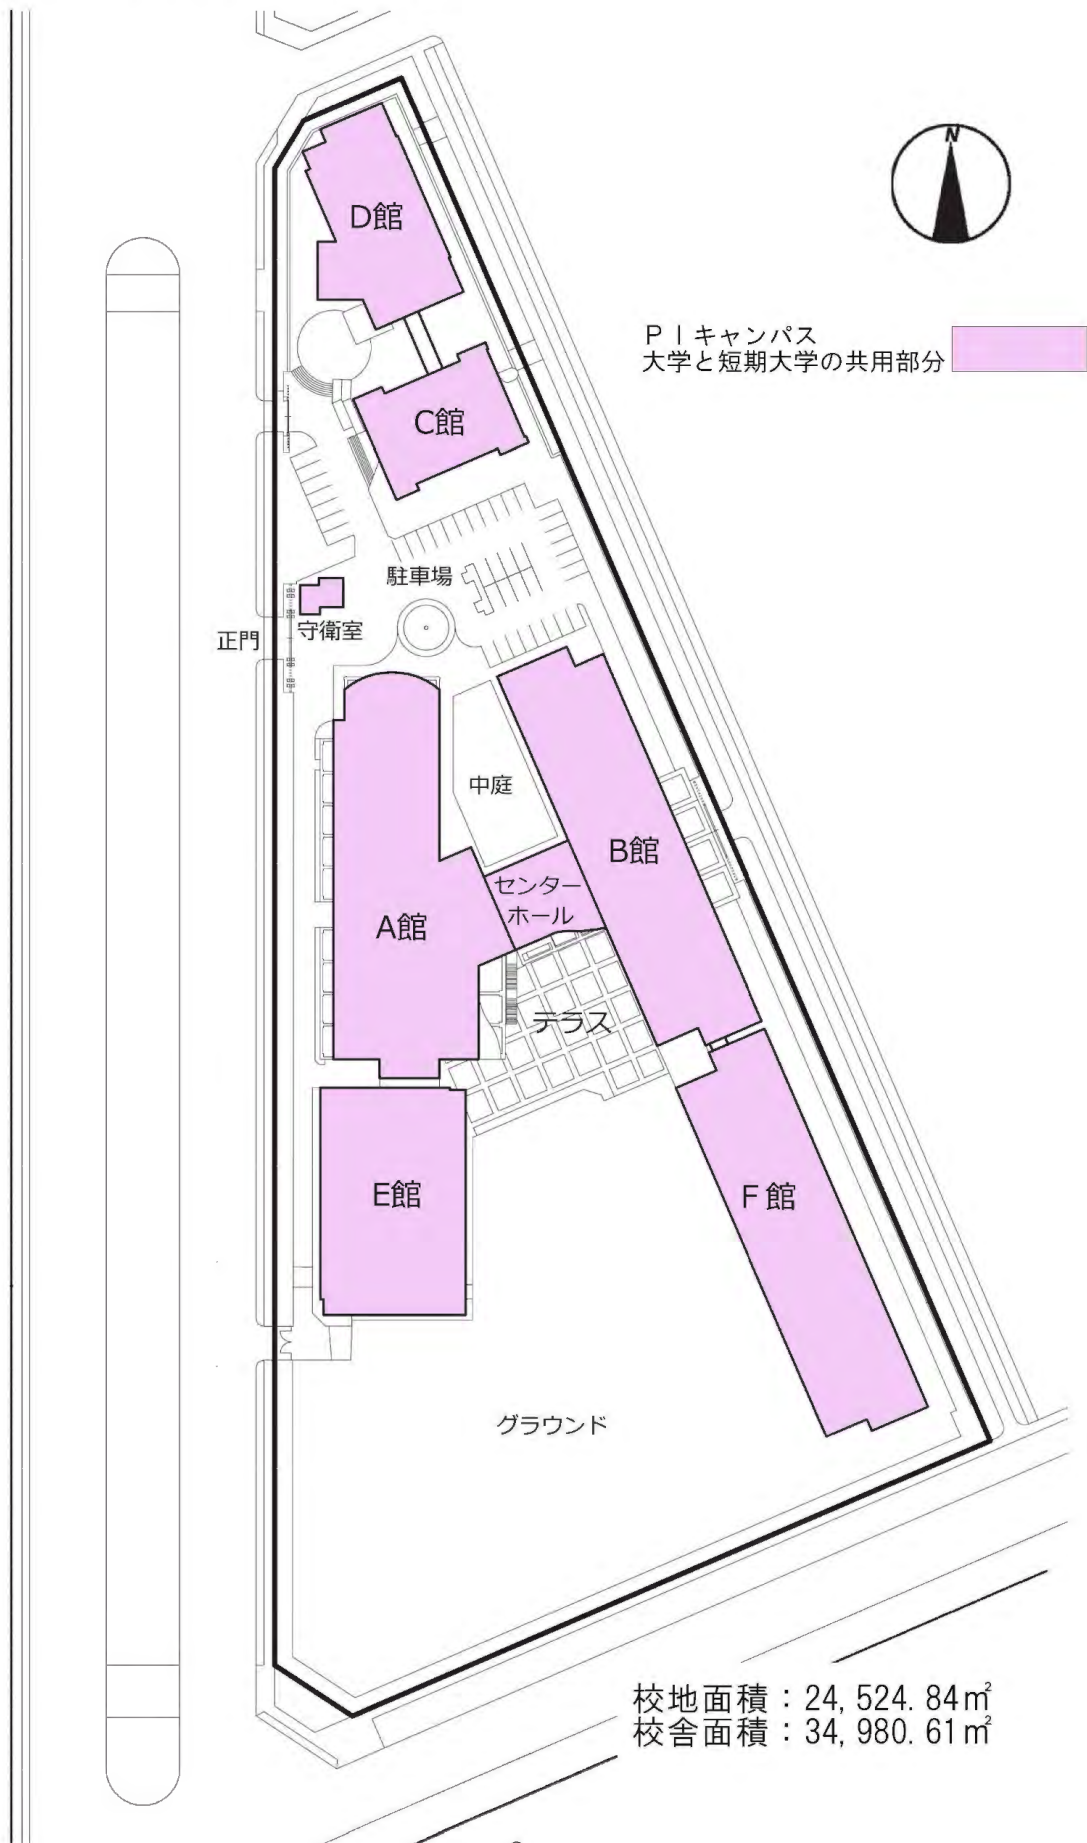 N
D館
PIキャンパス
大学と短期大学の共用部分
C館
駐車場
正門
守衛室
中庭
B館
センター
ホール
A館
テラス
E館
F館
グラウンド
校地面積：24,524.84㎡
校舎面積：34,980.61㎡